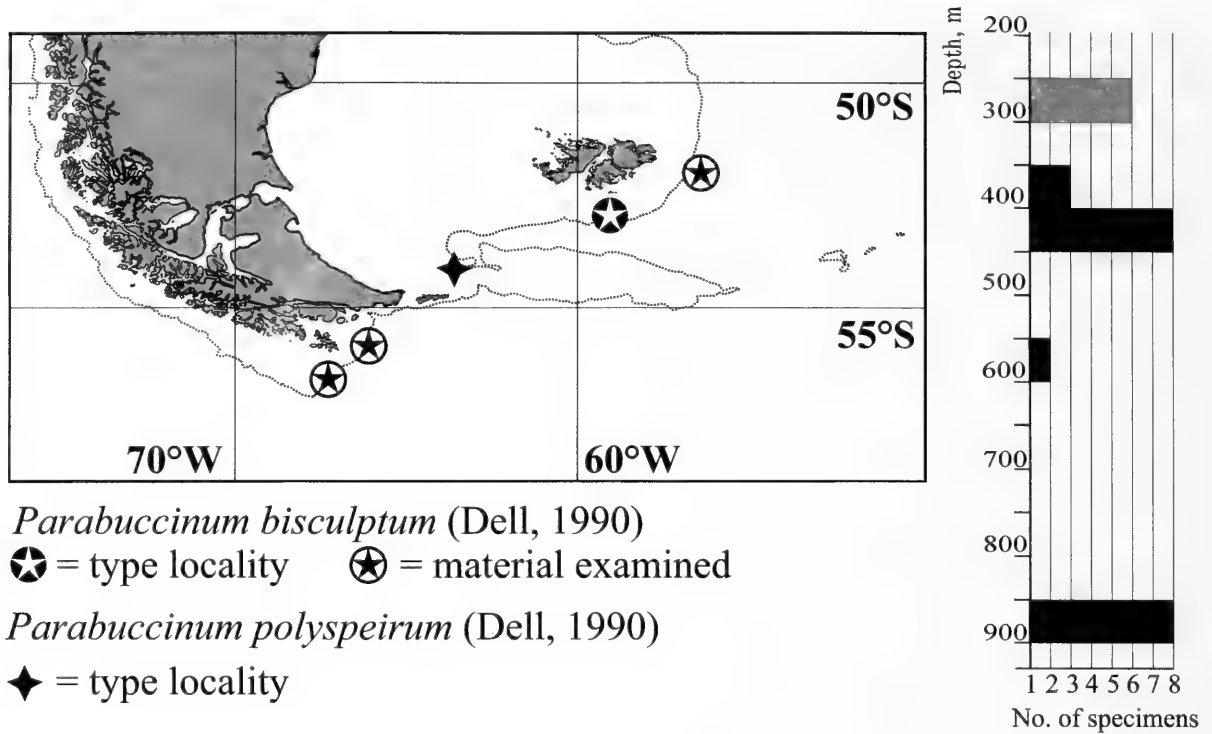 50°S
55°S
70°W 60°W
Parabuccinum bisculptum (Dell, 1990)
= type locality = material examined
Parabuccinum polyspeirum (Dell, 1990)
= type locality
Depth, m
200
300
400
500
600
700
800
900
1 2 3 4 5 6 7 8
No. of specimens